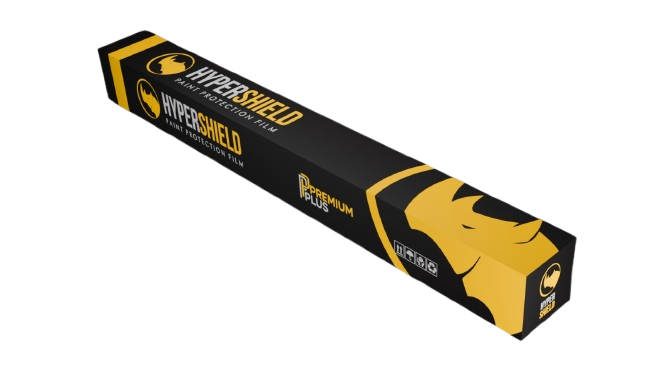 HYPERSHIELD
PAINT PROTECTION FILM
HYPERSHIELD
PAINT PROTECTION FILM
PREMIUM
PLUS
HYPER
SHIELD